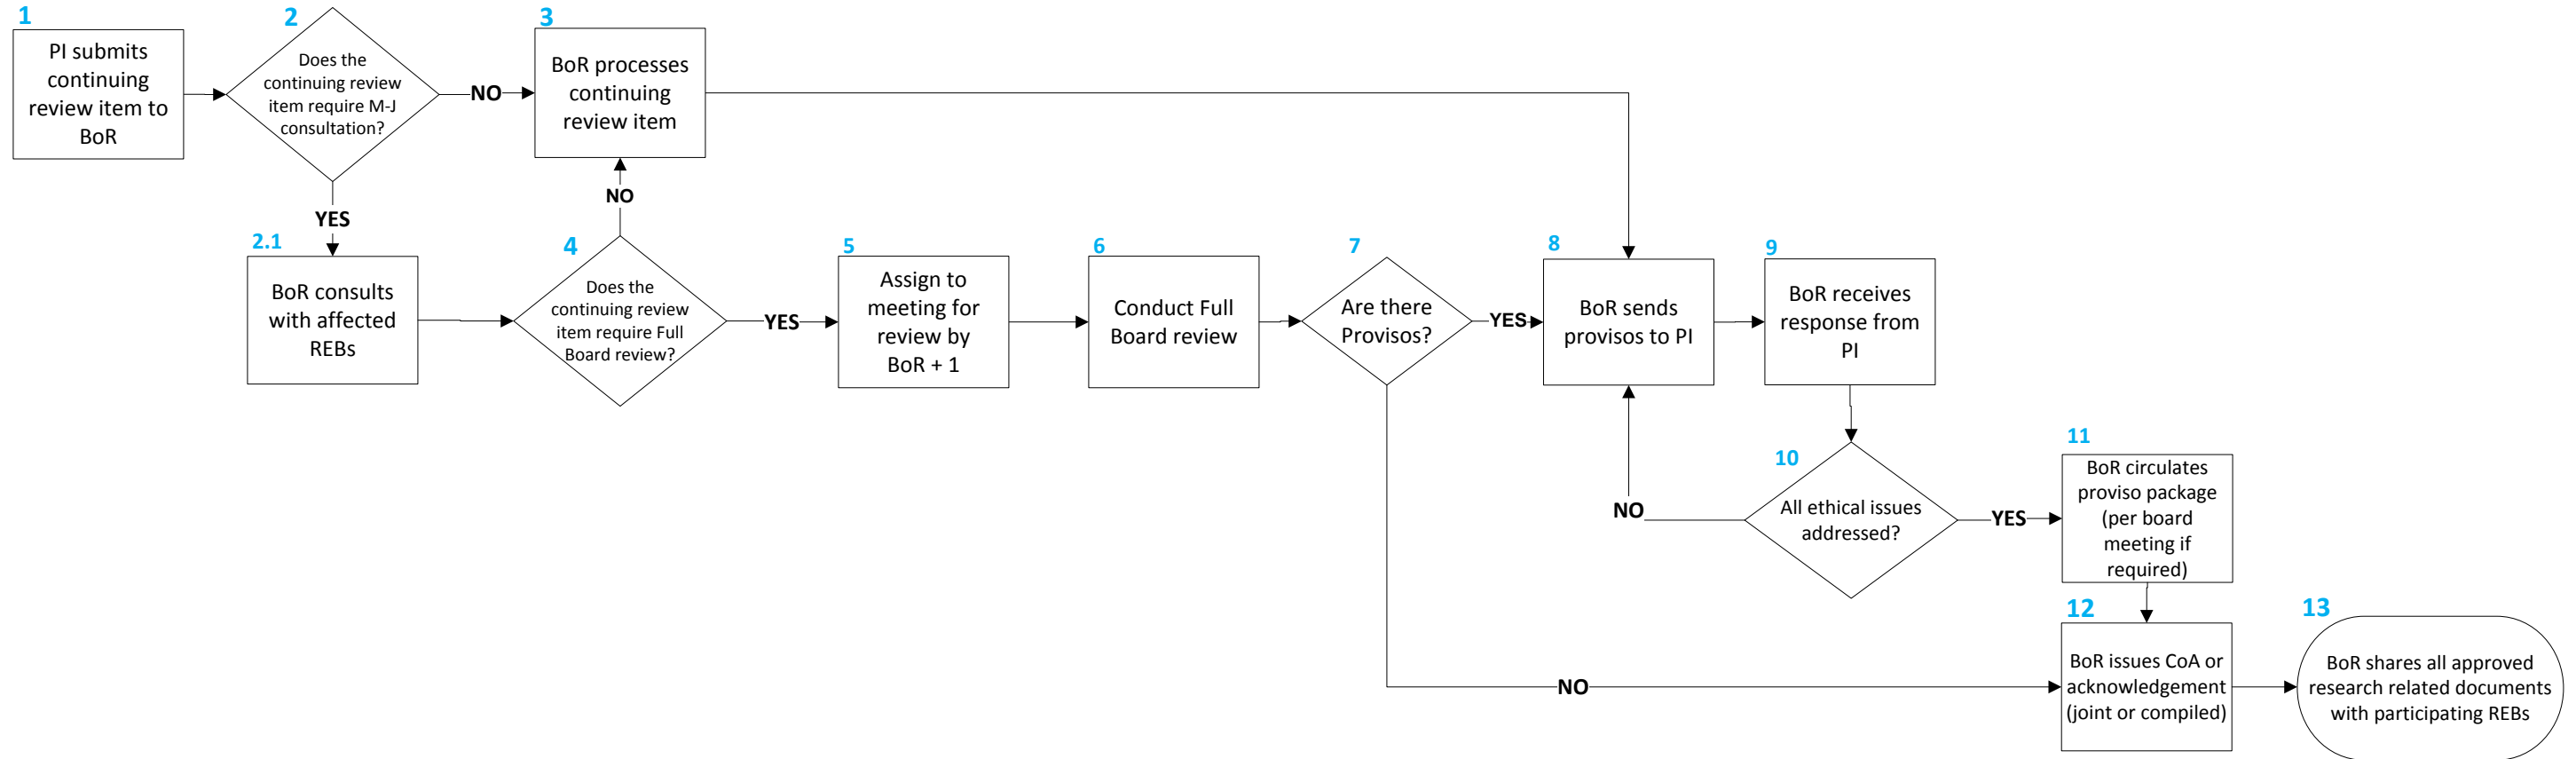 1
PI submits
continuing
review item to
BoR
2
Does the
continuing review
item require M-J
consultation?
NO
3
BoR processes
continuing
review item
YES
NO
2.1
BoR consults
with affected
REBs
4
Does the
continuing review
item require Full
Board review?
YES
5
Assign to
meeting for
review by
BoR + 1
6
Conduct Full
Board review
7
Are there
Provisos?
YES
8
BoR sends
provisos to PI
9
BoR receives
response from
PI
10
All ethical issues
addressed?
NO
YES
11
BoR circulates
proviso package
(per board
meeting if
required)
NO
12
BoR issues CoA or
acknowledgement
(joint or compiled)
13
BoR shares all approved
research related documents
with participating REBs